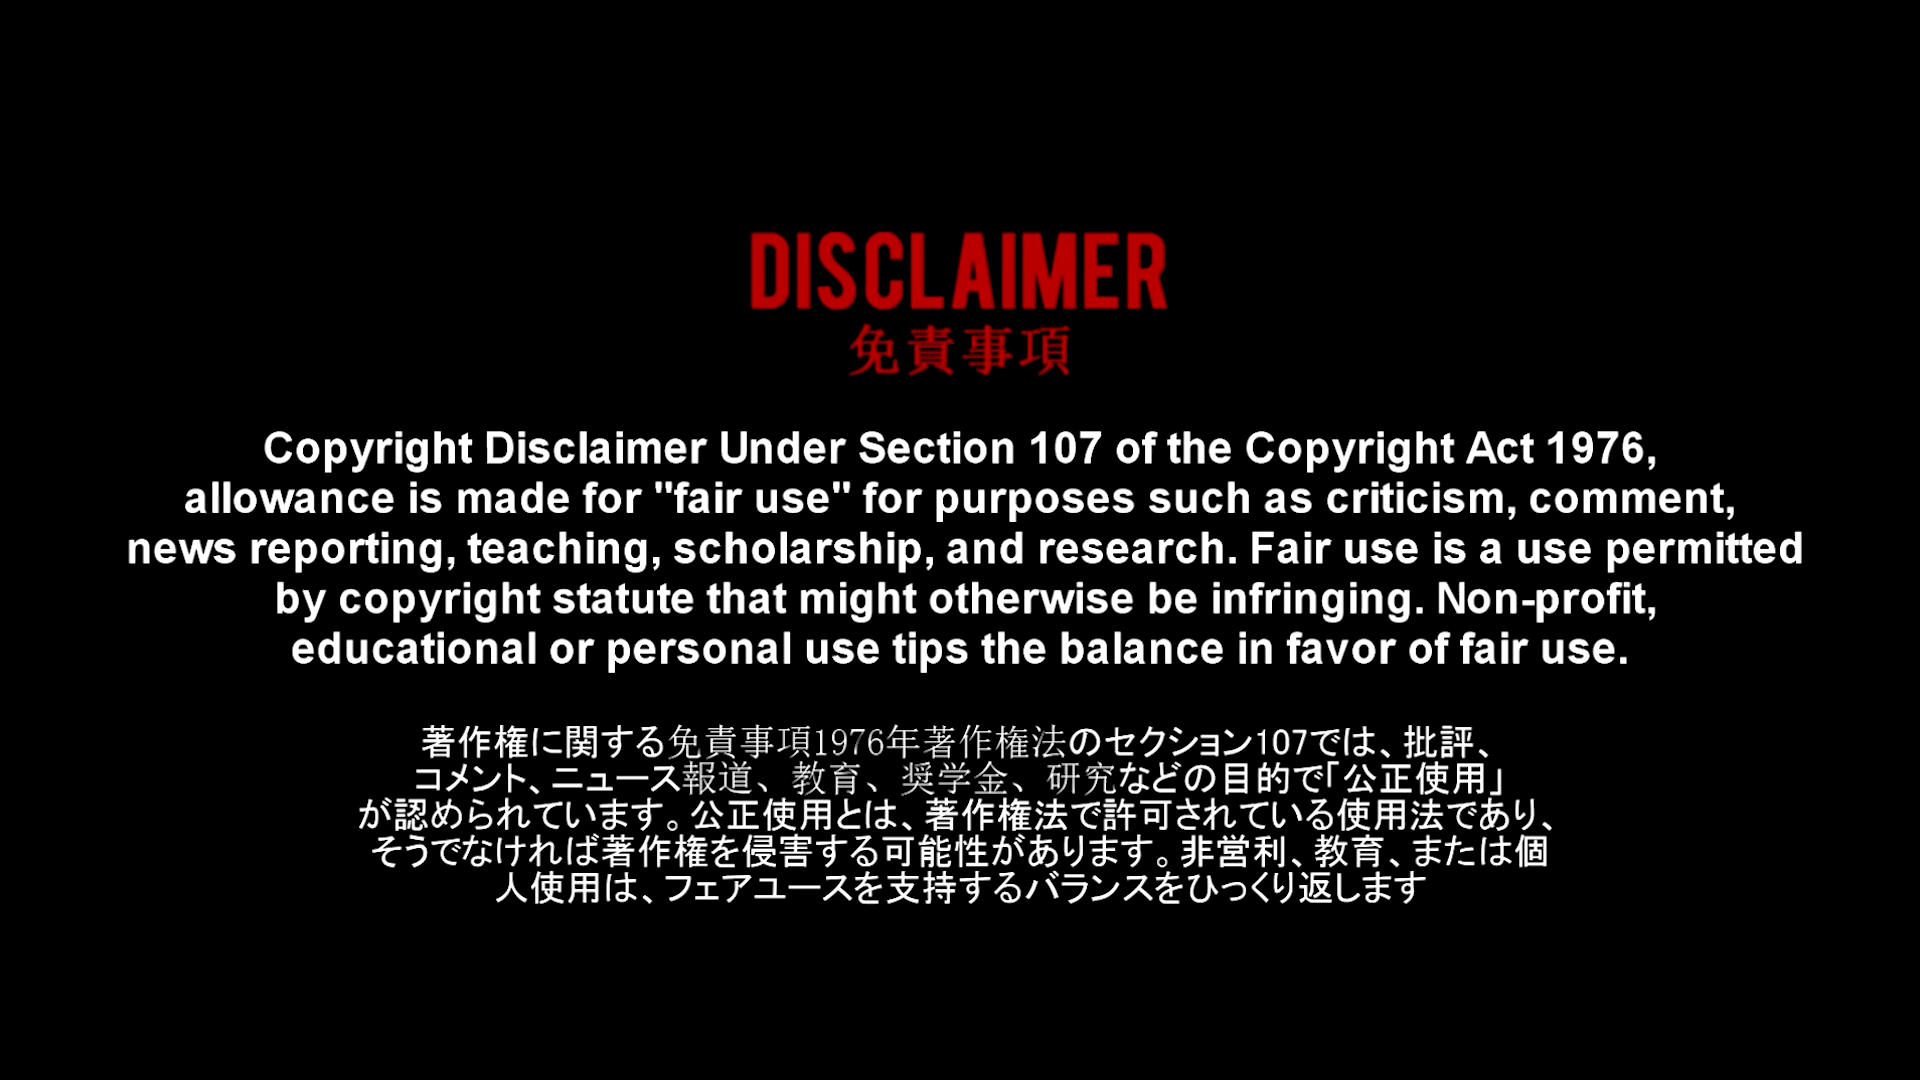 DISCLAIMER
免責事項
Copyright Disclaimer Under Section 107 of the Copyright Act 1976,
allowance is made for "fair use" for purposes such as criticism, comment,
news reporting, teaching, scholarship, and research. Fair use is a use permitted
by copyright statute that might otherwise be infringing. Non-profit,
educational or personal use tips the balance in favor of fair use.
著作権に関する免責事項1976年著作権法のセクション107では、批評、
コメント、ニュース報道、教育、奨学金、研究などの目的で「公正使用」
が認められています。公正使用とは、著作権法で許可されている使用法であり、
そうでなければ著作権を侵害する可能性があります。非営利、教育、または個
人使用は、フェアユースを支持するバランスをひっくり返します